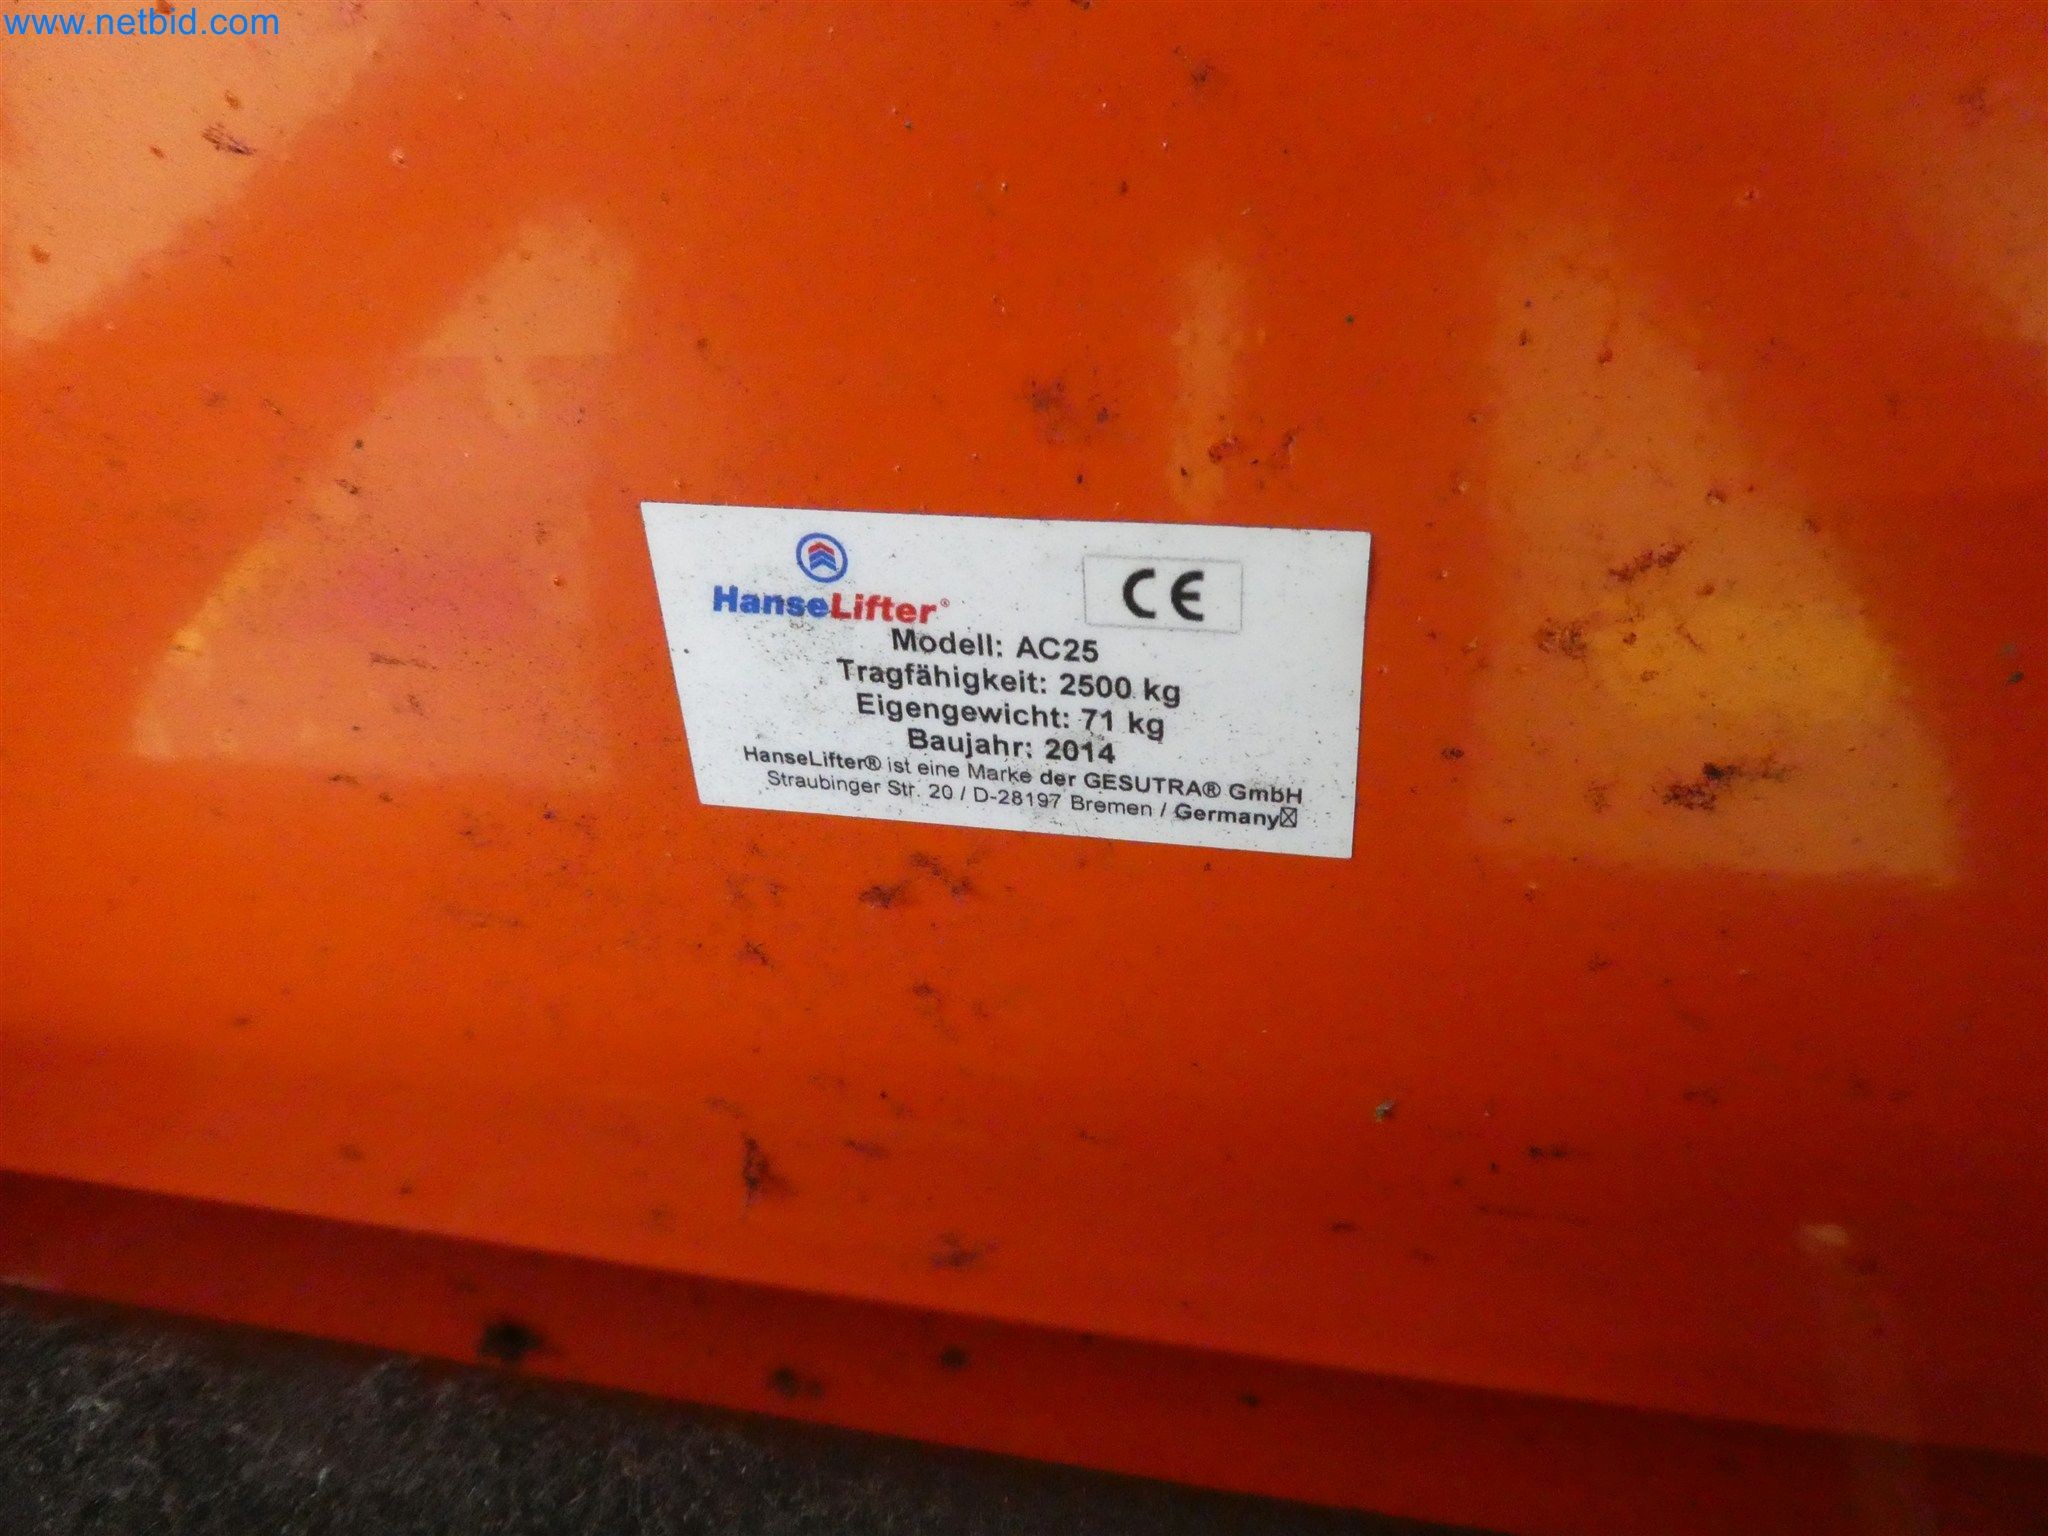 www.netbid.com
HanseLifter®
CE
Modell: AC25
Tragfähigkeit: 2500 kg
Eigengewicht: 71 kg
Baujahr: 2014
HanseLifter® ist eine Marke der GESUTRA® GmbH
Straubinger Str. 20 / D-28197 Bremen / Germany